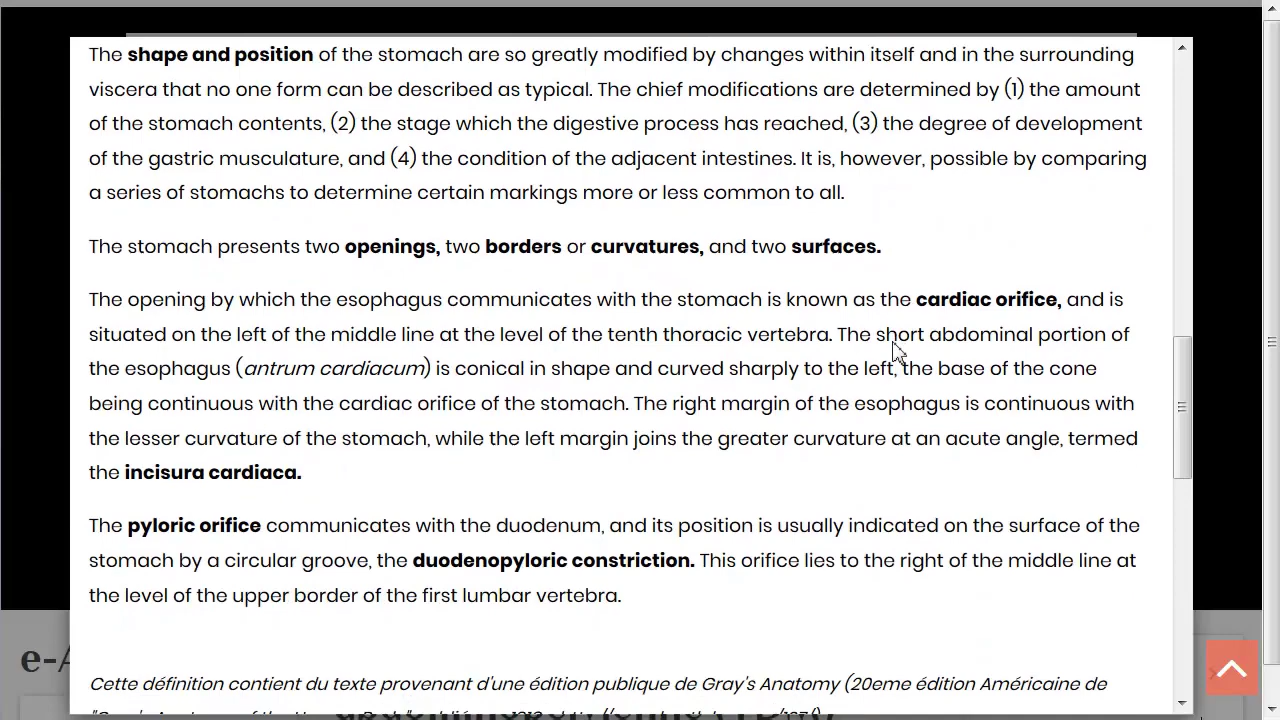 The shape and position of the stomach are so greatly modified by changes within itself and in the surrounding
viscera that no one form can be described as typical. The chief modifications are determined by (1) the amount
of the stomach contents, (2) the stage which the digestive process has reached, (3) the degree of development
of the gastric musculature, and (4) the condition of the adjacent intestines. It is, however, possible by comparing
a series of stomachs to determine certain markings more or less common to all.
The stomach presents two openings, two borders or curvatures, and two surfaces.
The opening by which the esophagus communicates with the stomach is known as the cardiac orifice, and is
situated on the left of the middle line at the level of the tenth thoracic vertebra. The short abdominal portion of
the esophagus (antrum cardiacum) is conical in shape and curved sharply to the left, the base of the cone
being continuous with the cardiac orifice of the stomach. The right margin of the esophagus is continuous with
the lesser curvature of the stomach, while the left margin joins the greater curvature at an acute angle, termed
the incisura cardiaca.
The pyloric orifice communicates with the duodenum, and its position is usually indicated on the surface of the
stomach by a circular groove, the duodenopyloric constriction. This orifice lies to the right of the middle line at
the level of the upper border of the first lumbar vertebra.
Cette définition contient du texte provenant d'une édition publique de Gray's Anatomy (20eme édition Américaine de
e-A